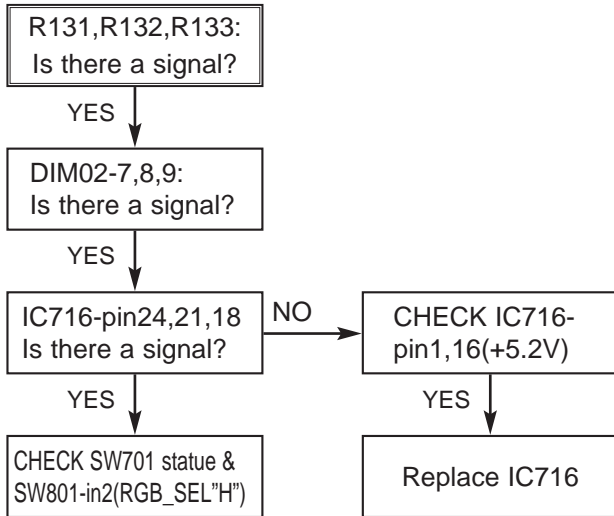 R131,R132,R133:
Is there a signal?
YES
DIM02-7,8,9:
Is there a signal?
YES
IC716-pin24,21,18
Is there a signal?
NO
CHECK IC716-
pin1,16(+5.2V)
YES
YES
CHECK SW701 statue &
SW801-in2(RGB_SEL”H”)
Replace IC716